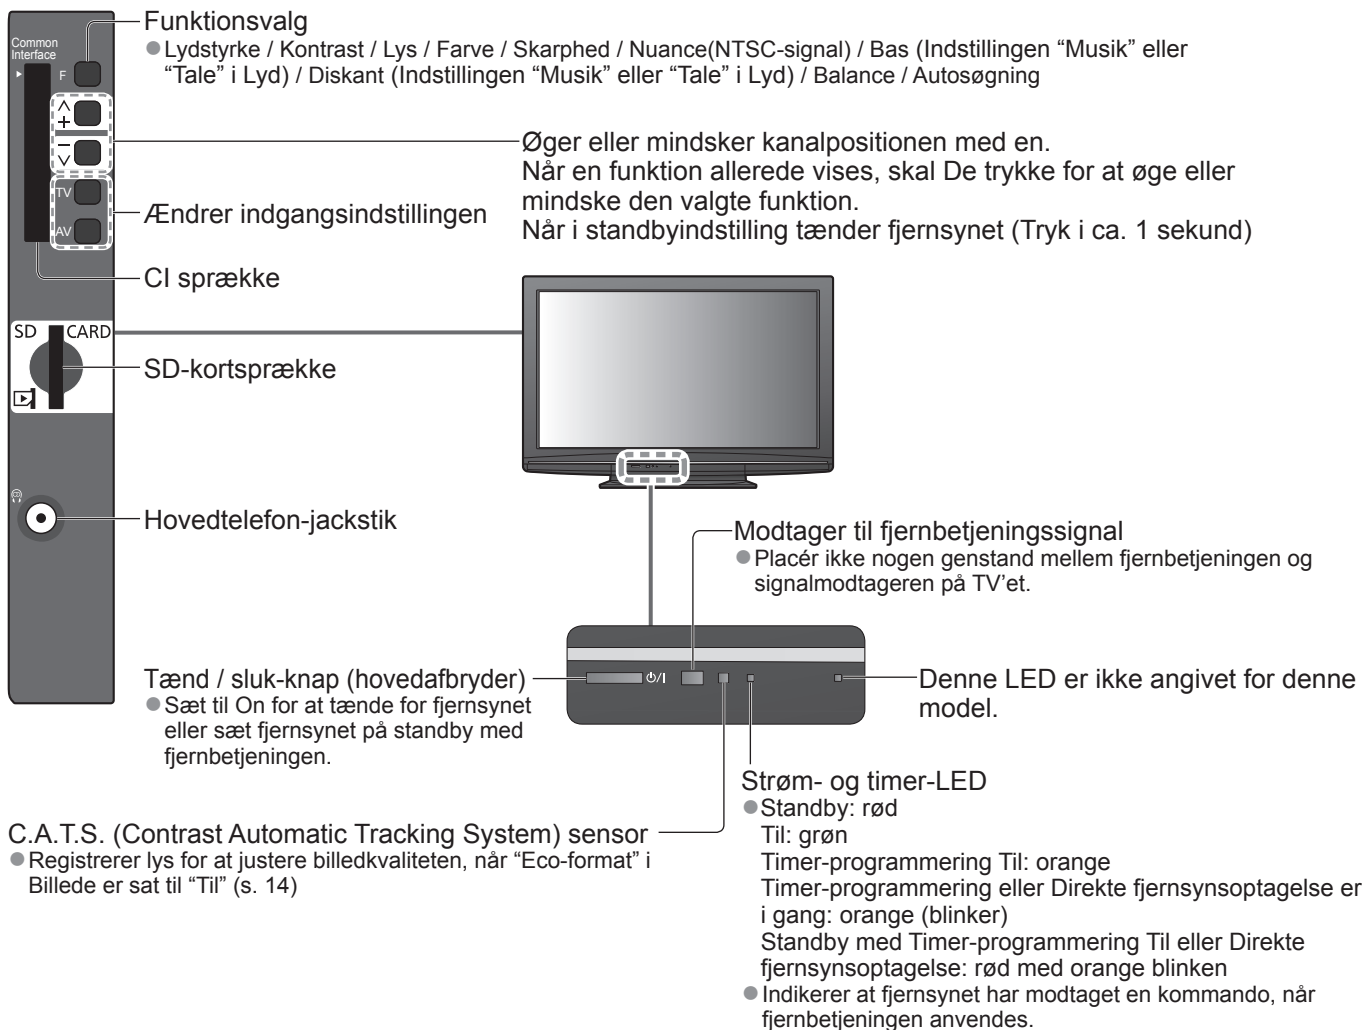 Funktionsvalg
Lydstyrke / Kontrast / Lys / Farve / Skarphed / Nuance(NTSC-signal) / Bas (Indstillingen “Musik” eller
“Tale” i Lyd) / Diskant (Indstillingen “Musik” eller “Tale” i Lyd) / Balance / Autosøgning
Common
Interface
F
+
−
TV
AV
Øger eller mindsker kanalpositionen med en.
Når en funktion allerede vises, skal De trykke for at øge eller
mindske den valgte funktion.
Når i standbyindstilling tænder fjernsynet (Tryk i ca. 1 sekund)
Ændrer indgangsindstillingen
CI sprække
SD CARD
SD-kortsprække
Hovedtelefon-jackstik
Modtager til fjernbetjeningssignal
Placér ikke nogen genstand mellem fjernbetjeningen og
signalmodtageren på TV’et.
Tænd / sluk-knap (hovedafbryder)
Sæt til On for at tænde for fjernsynet
eller sæt fjernsynet på standby med
fjernbetjeningen.
⏻/I
Denne LED er ikke angivet for denne
model.
C.A.T.S. (Contrast Automatic Tracking System) sensor
Registrerer lys for at justere billedkvaliteten, når “Eco-format” i
Billede er sat til “Til” (s. 14)
Strøm- og timer-LED
Standby: rød
Til: grøn
Timer-programmering Til: orange
Timer-programmering eller Direkte fjernsynsoptagelse er
i gang: orange (blinker)
Standby med Timer-programmering Til eller Direkte
fjernsynsoptagelse: rød med orange blinken
Indikerer at fjernsynet har modtaget en kommando, når
fjernbetjeningen anvendes.